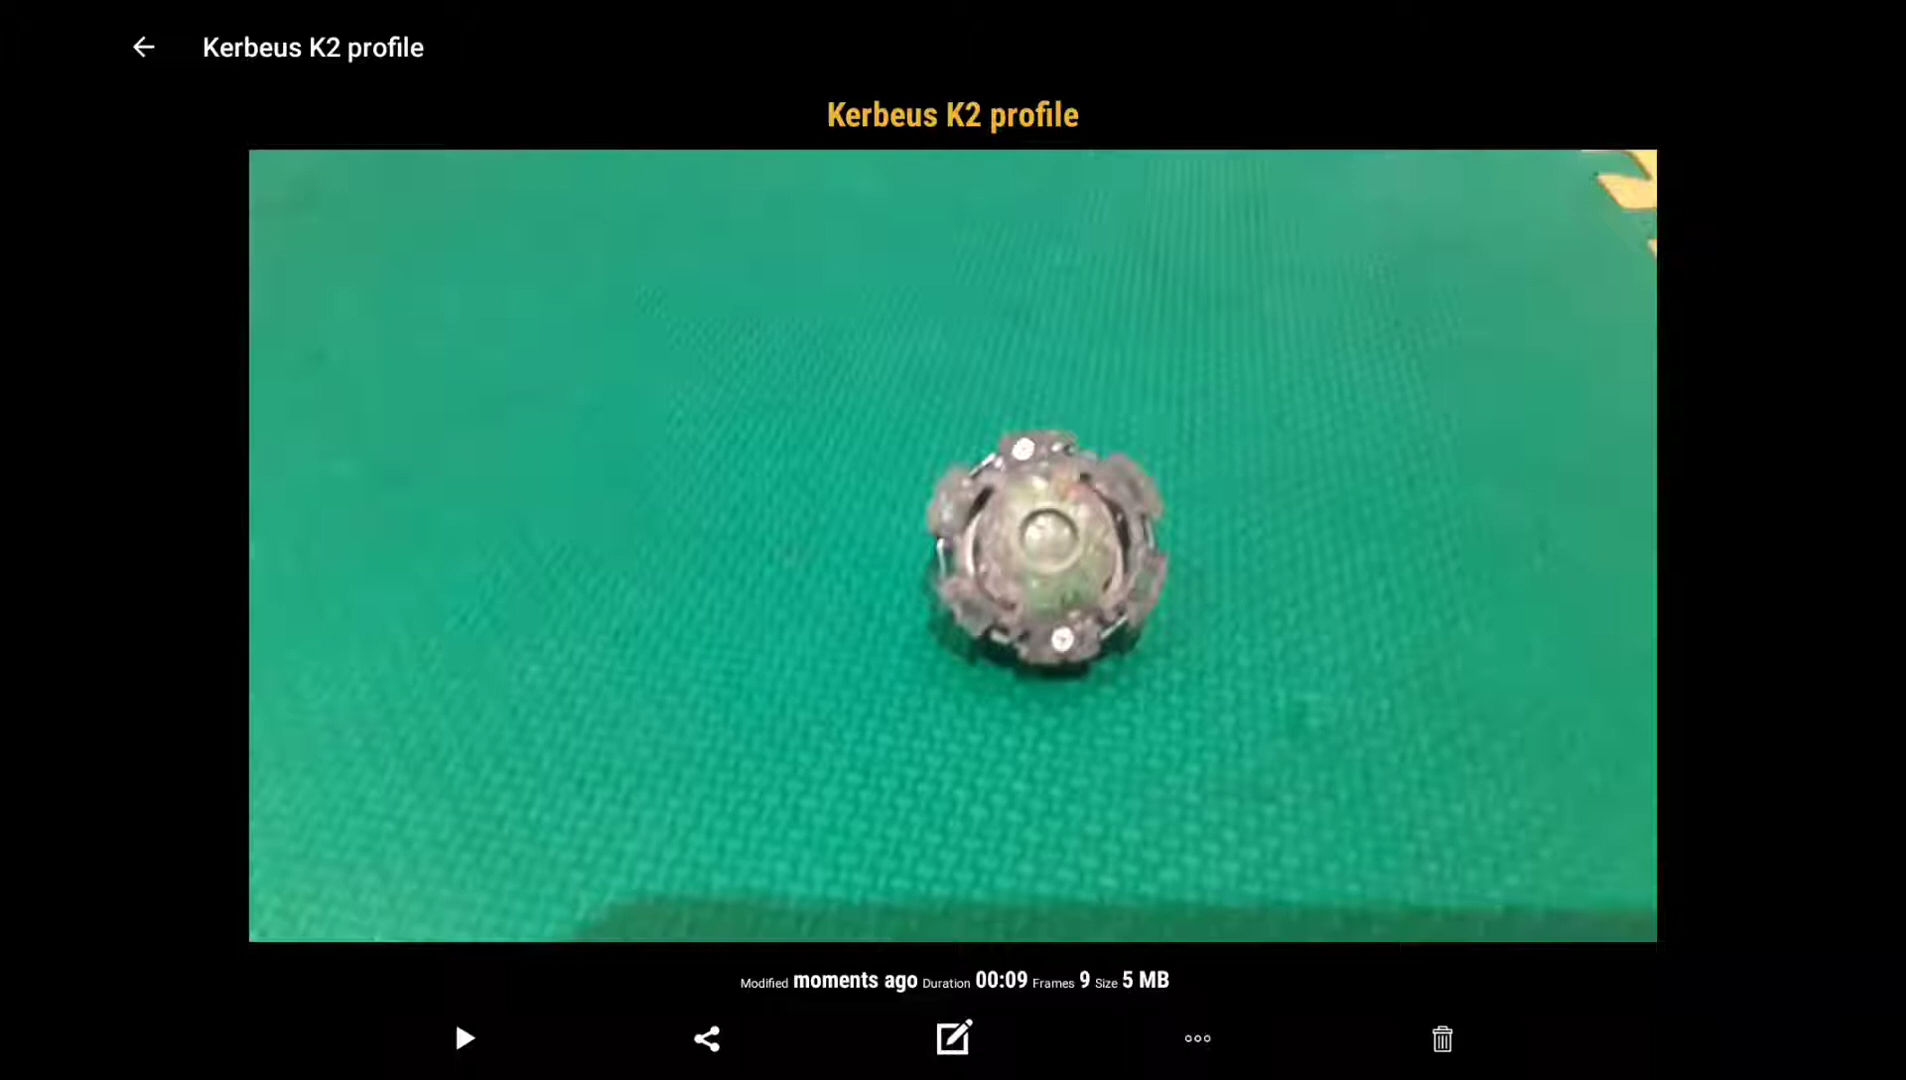 Kerbeus K2 profile
Kerbeus K2 profile
Modified moments ago Duration 00:09 Frames 9 Size 5 MB